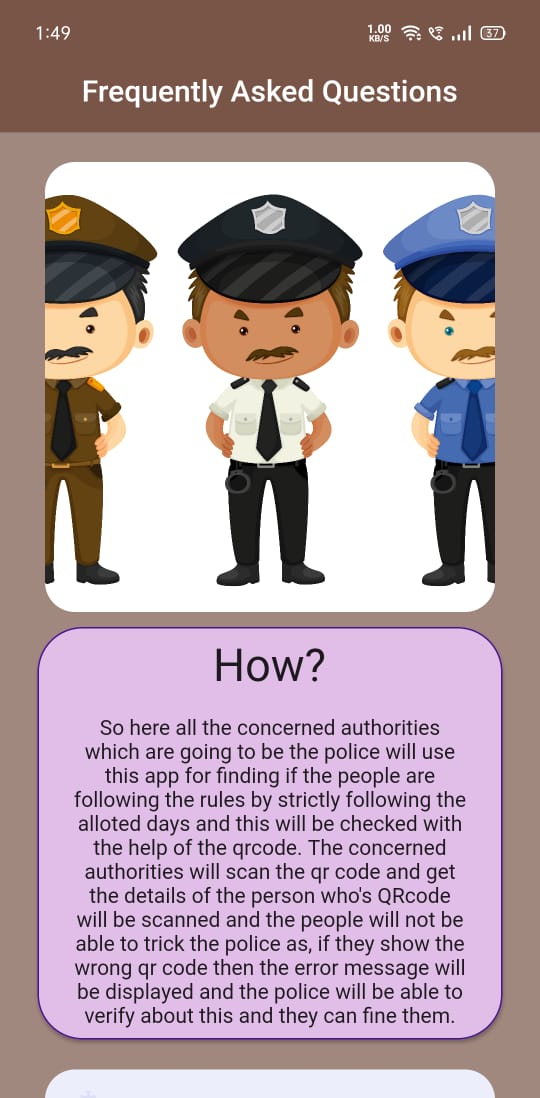 1:49
1.00
KB/S
37
Frequently Asked Questions
How?
So here all the concerned authorities
which are going to be the police will use
this app for finding if the people are
following the rules by strictly following the
alloted days and this will be checked with
the help of the qrcode. The concerned
authorities will scan the qr code and get
the details of the person who's QRcode
will be scanned and the people will not be
able to trick the police as, if they show the
wrong qr code then the error message will
be displayed and the police will be able to
verify about this and they can fine them.